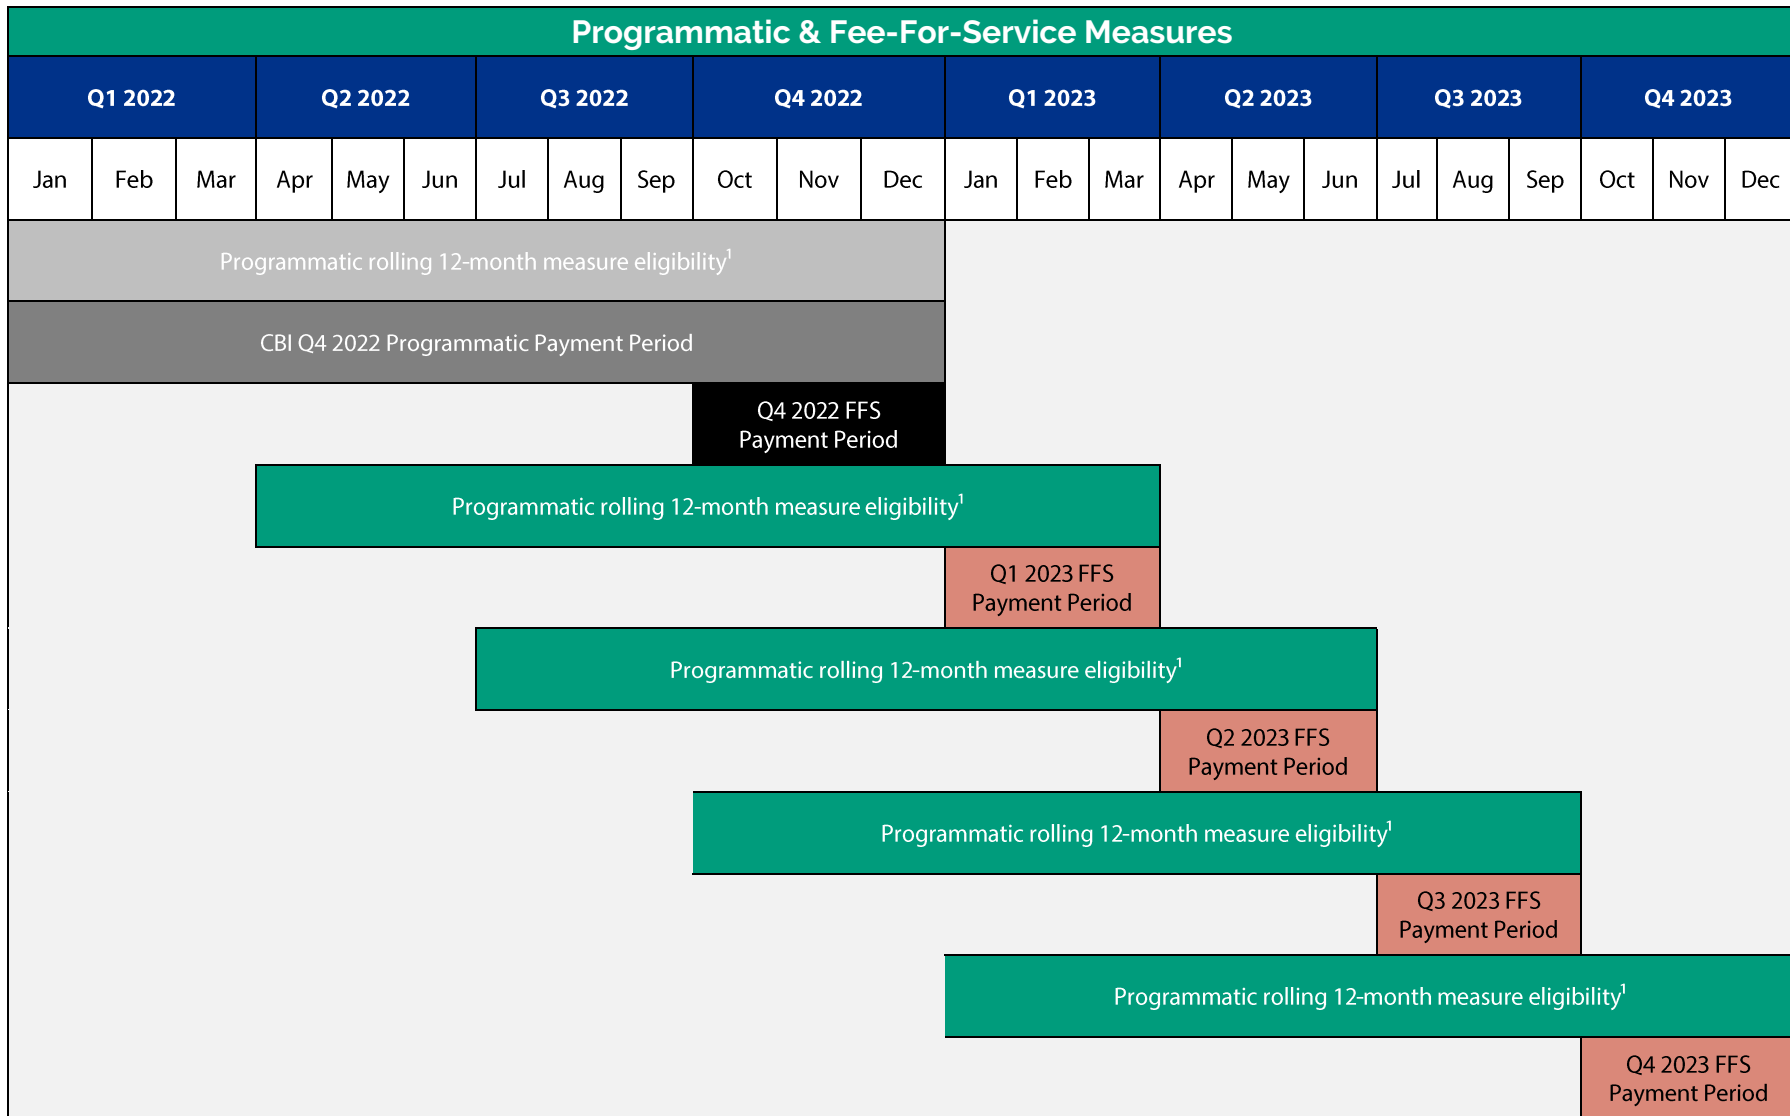 Programmatic & Fee-For-Service Measures
Q1 2022 Q2 2022 Q3 2022 Q4 2022 Q1 2023 Q2 2023 Q3 2023 Q4 2023
Jan Feb Mar Apr May Jun Jul Aug Sep Oct Nov Dec Jan Feb Mar Apr May Jun Jul Aug Sep Oct Nov Dec
Programmatic rolling 12-month measure eligibility¹
CBI Q4 2022 Programmatic Payment Period
Q4 2022 FFS
Payment Period
Programmatic rolling 12-month measure eligibility¹
Q1 2023 FFS
Payment Period
Programmatic rolling 12-month measure eligibility¹
Q2 2023 FFS
Payment Period
Programmatic rolling 12-month measure eligibility¹
Q3 2023 FFS
Payment Period
Programmatic rolling 12-month measure eligibility¹
Q4 2023 FFS
Payment Period